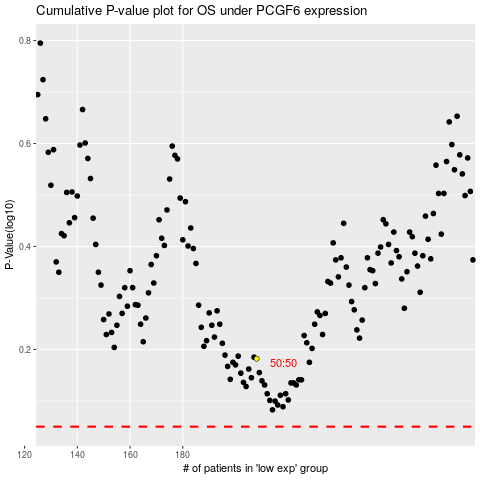 Cumulative P-value plot for OS under PCGF6 expression
P-Value(log10)
0.8
0.6
0.4
0.2
50:50
120 140 160 180
# of patients in 'low exp' group